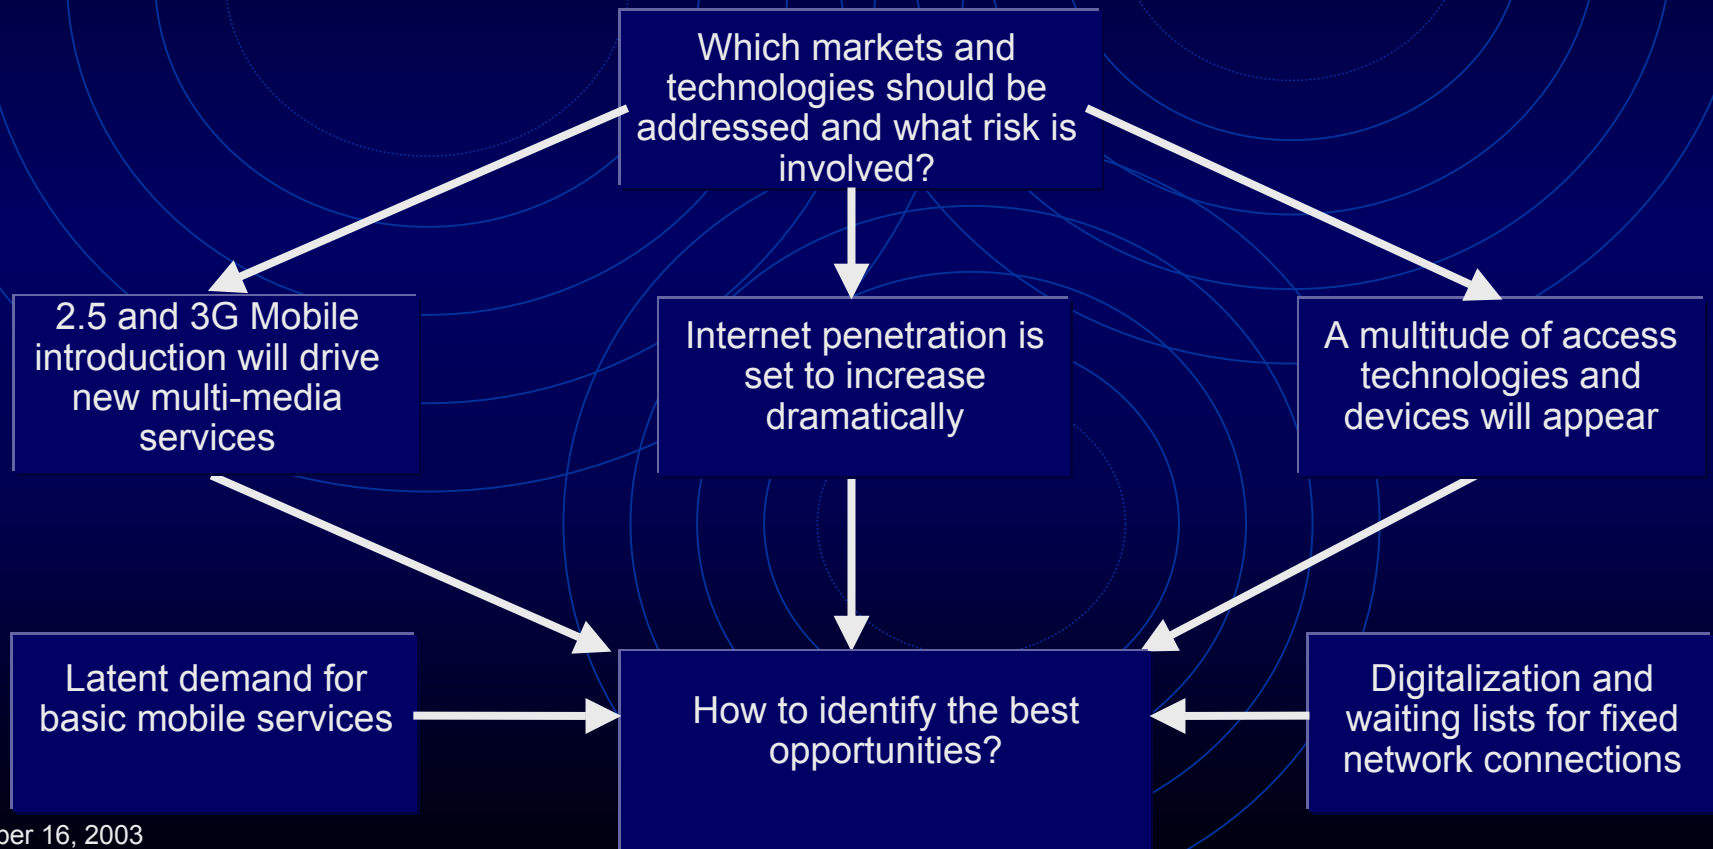 Which markets and
technologies should be
addressed and what risk is
involved?
2.5 and 3G Mobile
introduction will drive
new multi-media
services
Internet penetration is
set to increase
dramatically
A multitude of access
technologies and
devices will appear
Latent demand for
basic mobile services
How to identify the best
opportunities?
Digitalization and
waiting lists for fixed
network connections
16, 2003